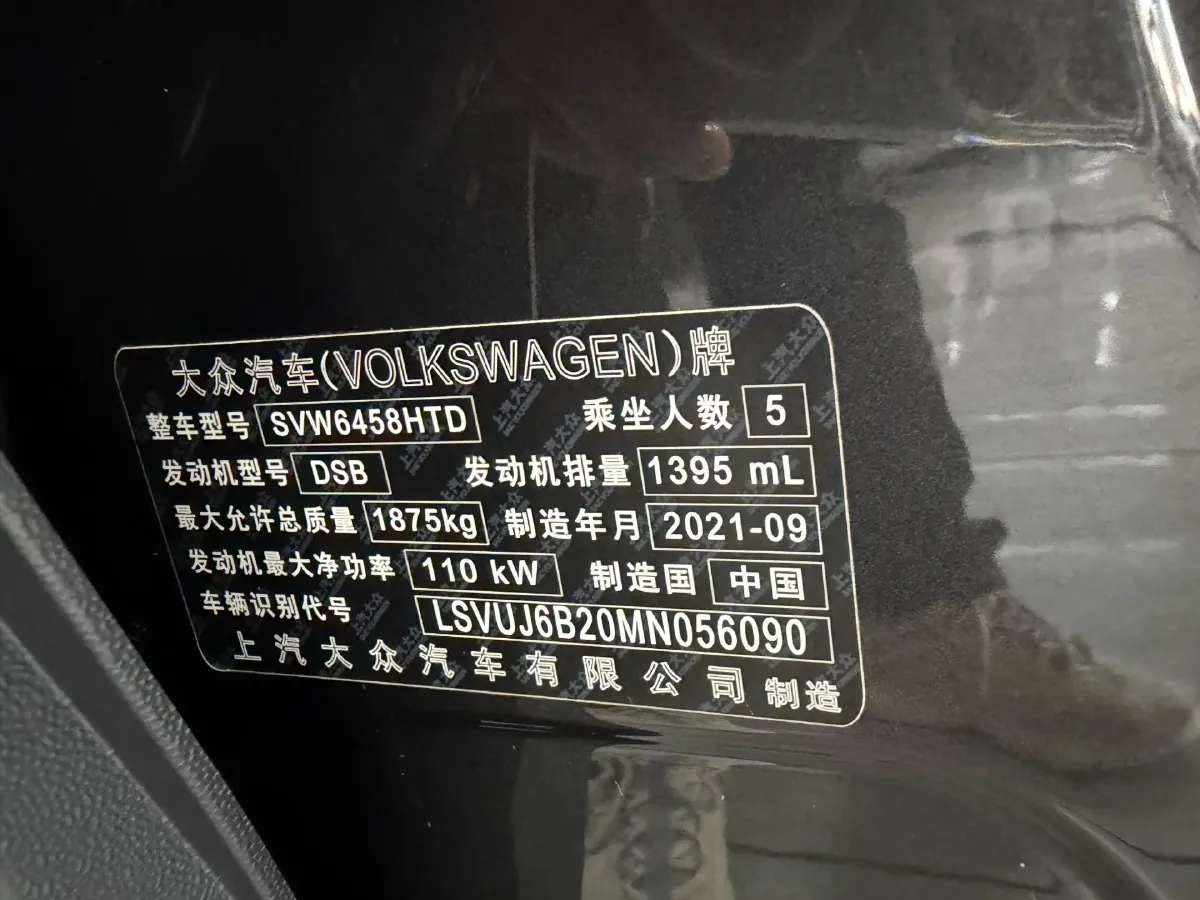 大众汽车(VOLKSWAGEN)牌
整车型号 SVW6458HTD 乘坐人数 5
发动机型号 DSB 发动机排量 1395 mL
最大允许总质量 1875kg 制造年月 2021-09
发动机最大净功率 110 kW 制造国 中国
车辆识别代号 LSVUJ6B20MN056090
上汽大众汽车有限公司 制造